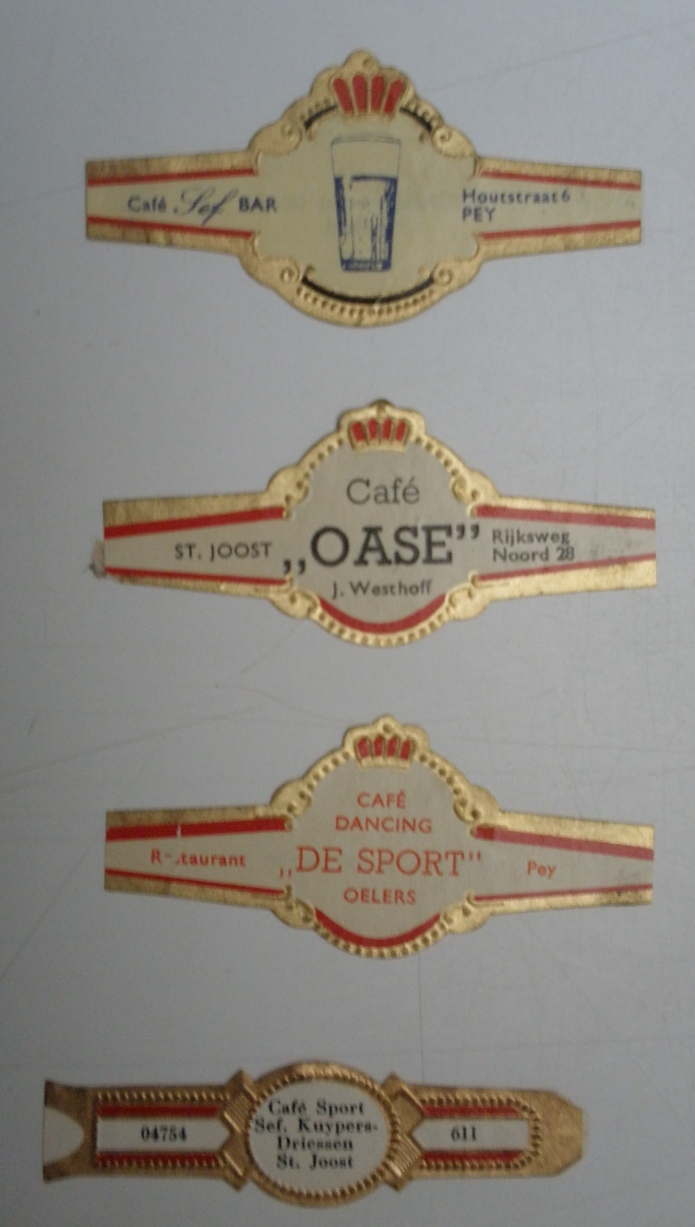 Café Sef BAR
Houtstraat 6
PEY
Café
ST. JOOST „OASE” Rijksweg
Noord 28
J. Westhoff
CAFÉ
DANCING
„DE SPORT” Pey
OELERS
Café Sport
Sef. Kuypers-
04754 Driessen 611
St. Joost